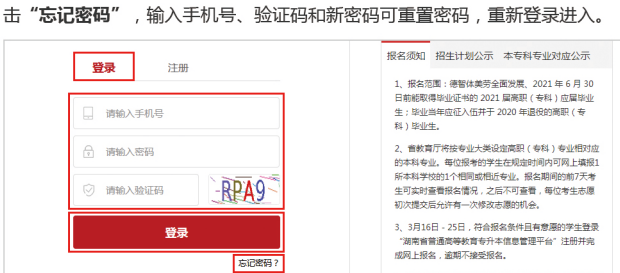 击“忘记密码”，输入手机号、验证码和新密码可重置密码，重新登录进入。
登录 注册
请输入手机号
请输入密码
请输入验证码 RPA9
登录
忘记密码？
报名须知 招生计划公示 本专科专业对应公示
1、报名范围：德智体美劳全面发展、2021 年 6 月 30
日前能取得毕业证书的 2021 届高职（专科）应届毕业
生；毕业当年应征入伍并于 2020 年退役的高职（专
科）毕业生。
2、省教育厅将按专业大类设定高职（专科）专业相对应
的本科专业。每位报考的学生在规定时间内可网上填报1
所本科学校的1个相同或相近专业。报名期间的前7天考
生可实时查看报名情况，之后不可查看，每位考生志愿
初次提交后允许有一次修改志愿的机会。
3、3月16日－25日，符合报名条件且有意愿的学生登录
“湖南省普通高等教育专升本信息管理平台”注册并完
成网上报名，逾期不接受报名。